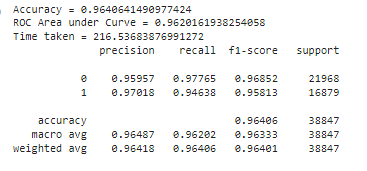 Accuracy = 0.9640641490977424
ROC Area under Curve = 0.9620161938254058
Time taken = 216.53683876991272
precision recall f1-score support
0 0.95957 0.97765 0.96852 21968
1 0.97018 0.94638 0.95813 16879
accuracy 0.96406 38847
macro avg 0.96487 0.96202 0.96333 38847
weighted avg 0.96418 0.96406 0.96401 38847